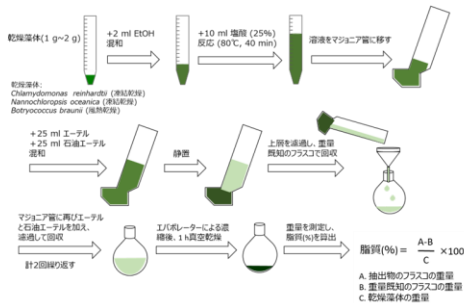 乾燥藻体(1 g~2 g)
+2 ml EtOH
混和
+10 ml 塩酸 (25%)
反応 (80℃, 40 min)
溶液をマジョニア管に移す
乾燥藻体:
Chlamydomonas reinhardtii (凍結乾燥)
Nannochloropsis oceanica (凍結乾燥)
Botryococcus braunii (風熱乾燥)
+25 ml エーテル
+25 ml 石油エーテル
混和
静置
上層を濾過し、重量
既知のフラスコで回収
マジョニア管に再びエーテル
と石油エーテルを加え、
濾過して回収
計2回繰り返す
エバポレーターによる濃
縮後、1 h真空乾燥
重量を測定し、
脂質(%)を算出
脂質(%) = A-B / C ×100
A. 抽出物のフラスコの重量
B. 重量既知のフラスコの重量
C. 乾燥藻体の重量